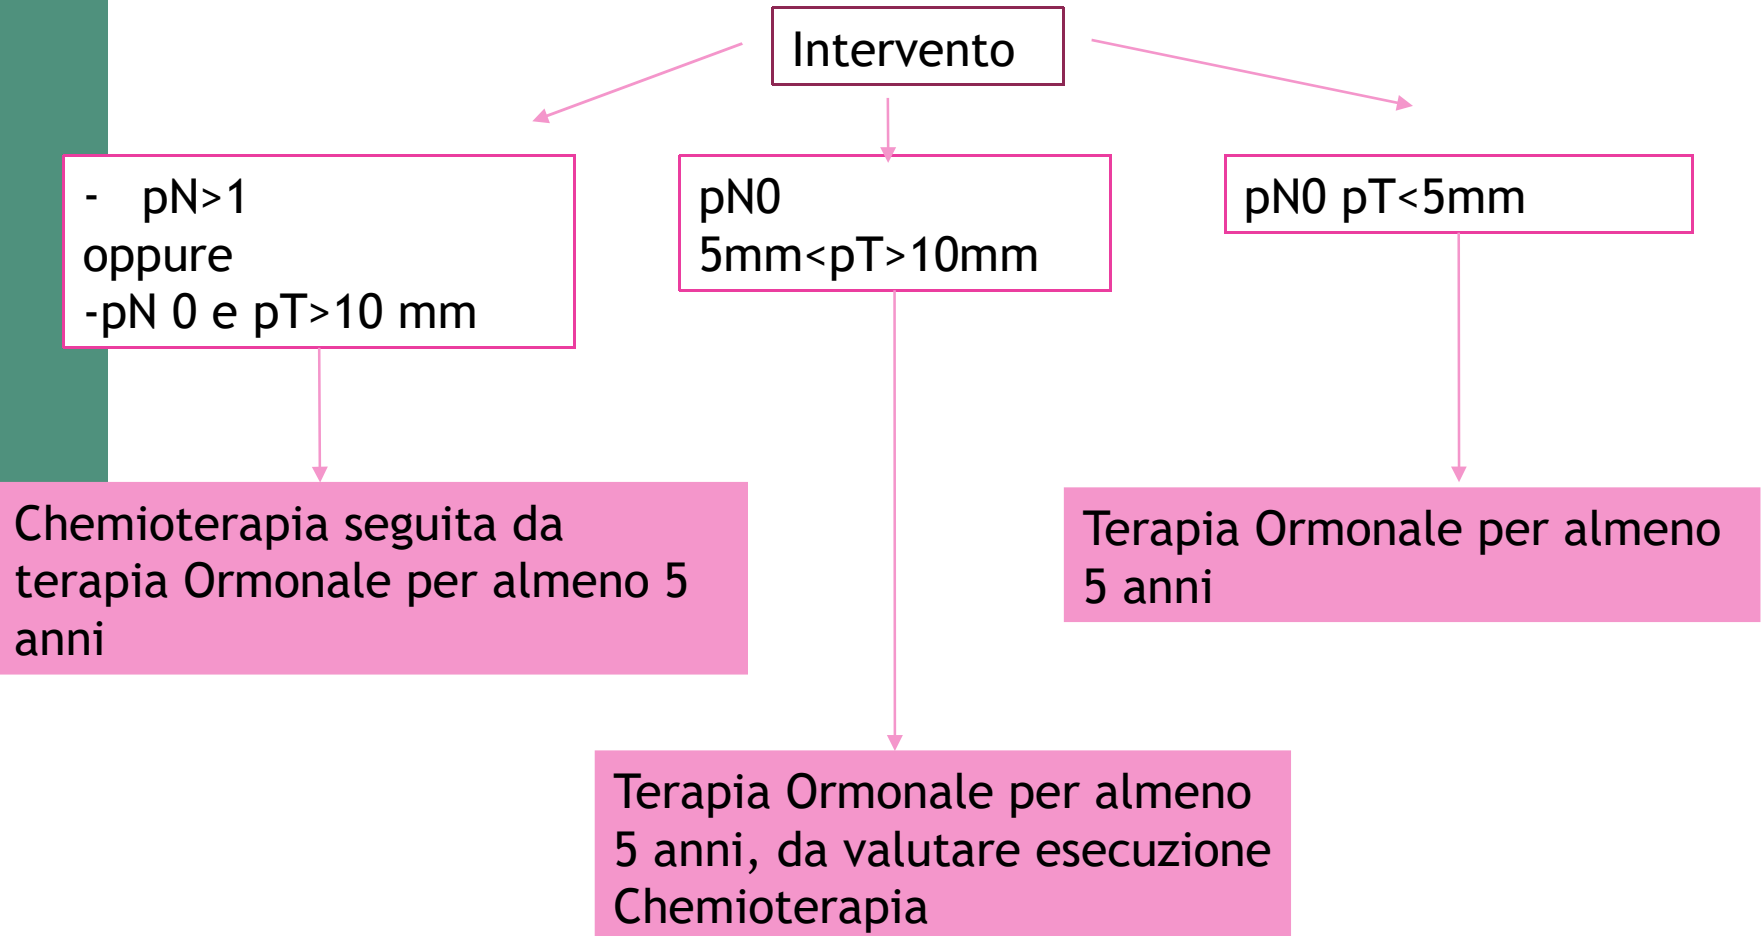 Intervento
- pN>1
oppure
-pN 0 e pT>10 mm
pN0
5mm<pT>10mm
pN0 pT<5mm
Chemioterapia seguita da
terapia Ormonale per almeno 5
anni
Terapia Ormonale per almeno
5 anni
Terapia Ormonale per almeno
5 anni, da valutare esecuzione
Chemioterapia